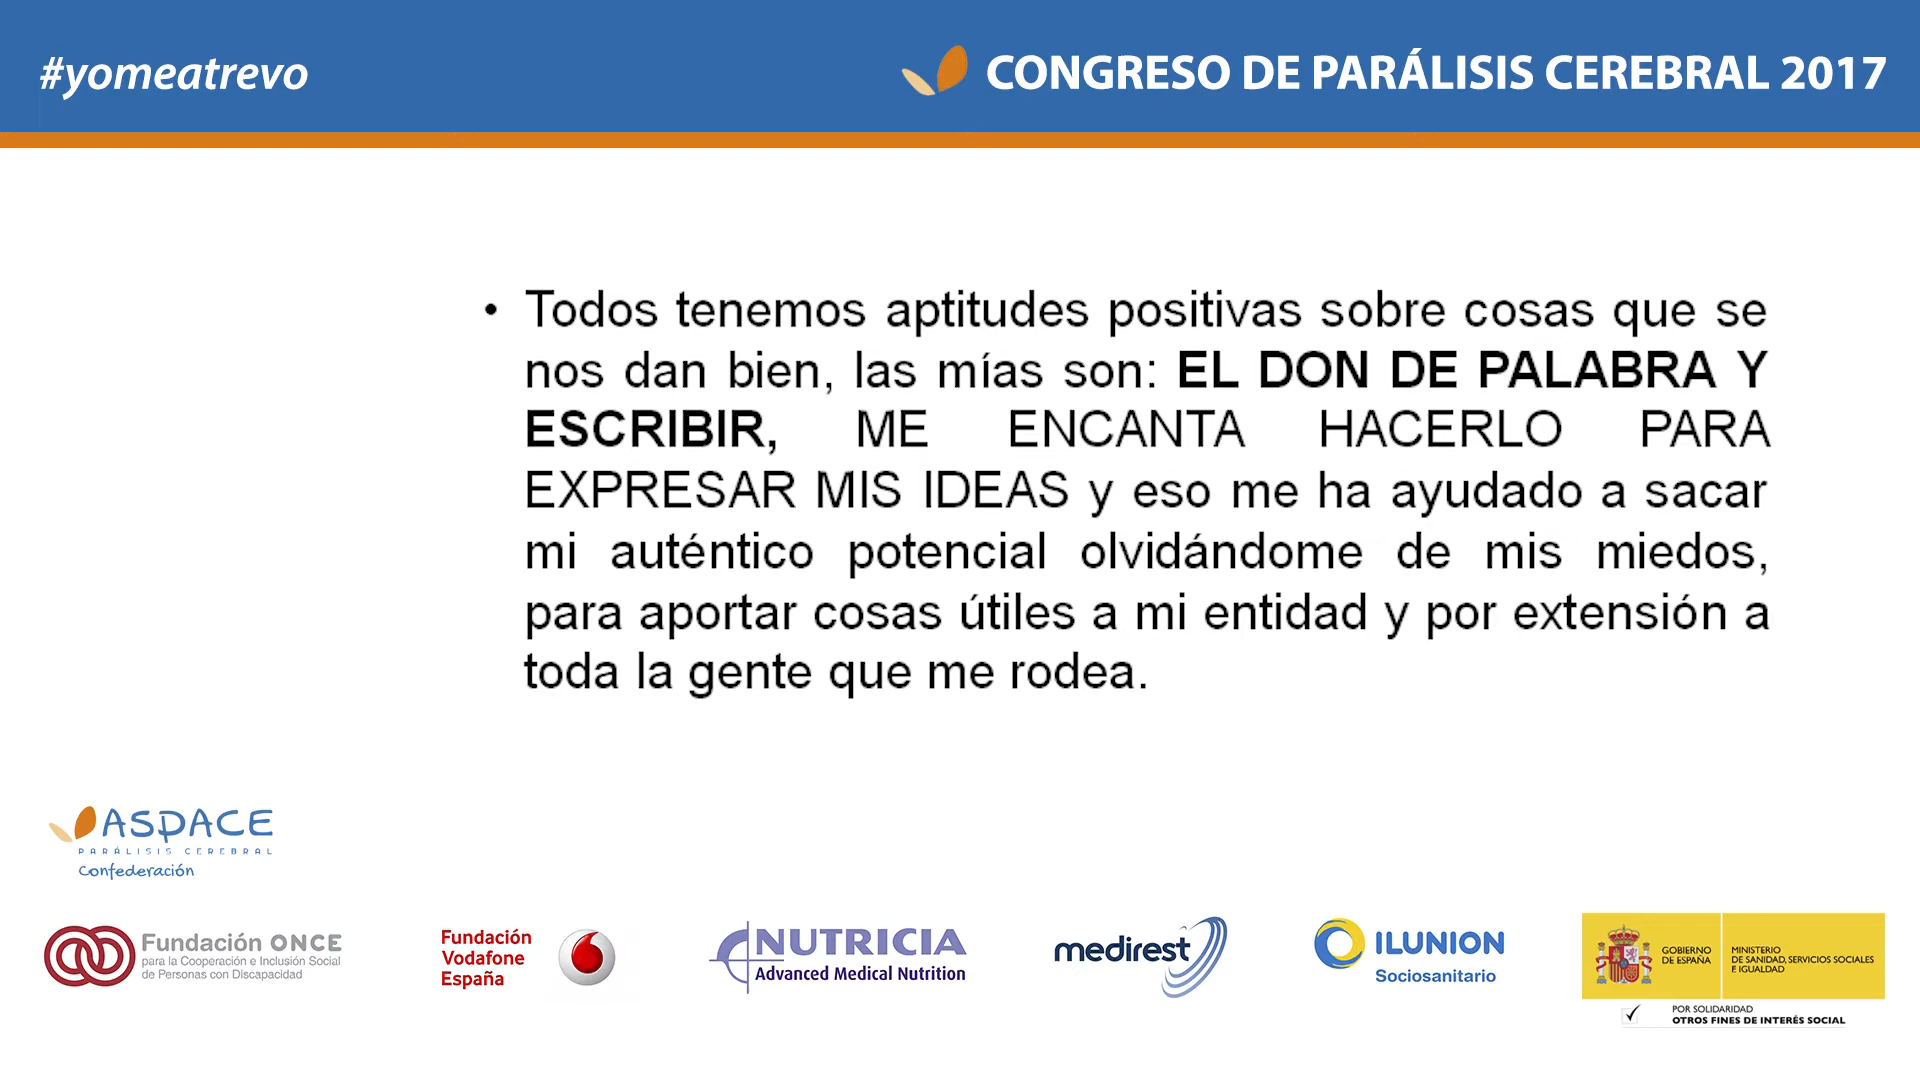 #yomeatrevo
CONGRESO DE PARÁLISIS CEREBRAL 2017
• Todos tenemos aptitudes positivas sobre cosas que se
nos dan bien, las mías son: EL DON DE PALABRA Y
ESCRIBIR, ME ENCANTA HACERLO PARA
EXPRESAR MIS IDEAS y eso me ha ayudado a sacar
mi auténtico potencial olvidándome de mis miedos,
para aportar cosas útiles a mi entidad y por extensión a
toda la gente que me rodea.
ASPACE
PARÁLISIS CEREBRAL
Confederación
Fundación ONCE
para la Cooperación e Inclusión Social
de Personas con Discapacidad
Fundación
Vodafone
España
NUTRICIA
Advanced Medical Nutrition
medirest
ILUNION
Sociosanitario
GOBIERNO
DE ESPAÑA
MINISTERIO
DE SANIDAD, SERVICIOS SOCIALES
E IGUALDAD
POR SOLIDARIDAD
OTROS FINES DE INTERÉS SOCIAL